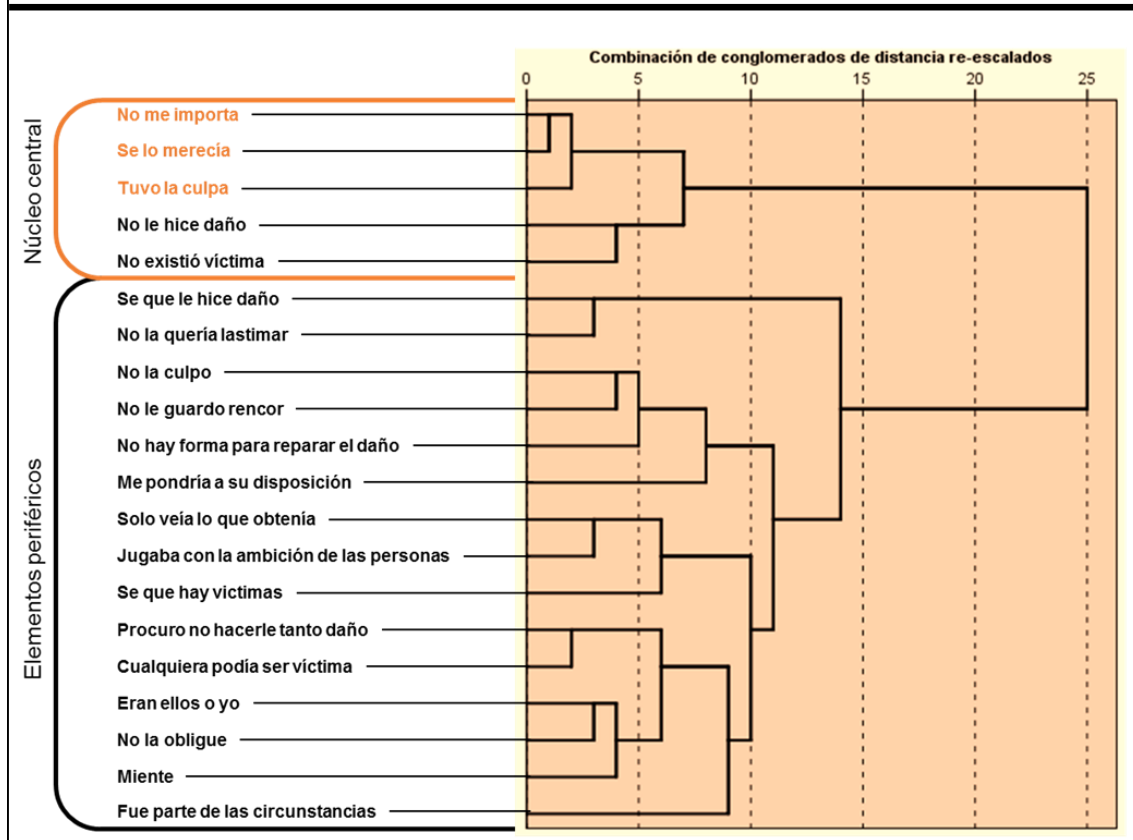 Combinación de conglomerados de distancia re-escalados
0 5 10 15 20 25
Núcleo central
No me importa
Se lo merecía
Tuvo la culpa
No le hice daño
No existió víctima
Elementos periféricos
Se que le hice daño
No la quería lastimar
No la culpo
No le guardo rencor
No hay forma para reparar el daño
Me pondría a su disposición
Solo veía lo que obtenía
Jugaba con la ambición de las personas
Se que hay victimas
Procuro no hacerle tanto daño
Cualquiera podía ser víctima
Eran ellos o yo
No la obligue
Miente
Fue parte de las circunstancias